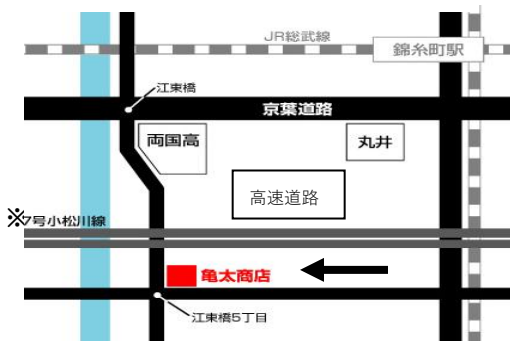 JR総武線
錦糸町駅
江東橋
京葉道路
両国高
丸井
高速道路
※7号小松川線
亀太商店
江東橋5丁目